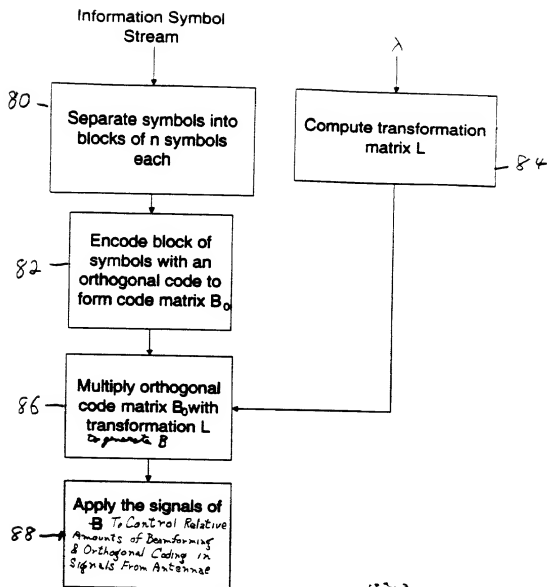 Information Symbol
Stream
λ
80
Separate symbols into
blocks of n symbols
each
Compute transformation
matrix L
84
82
Encode block of
symbols with an
orthogonal code to
form code matrix B₀
86
Multiply orthogonal
code matrix B₀ with
transformation L
to generate B
88
Apply the signals of
B To Control Relative
Amounts of Beamforming
& Orthogonal Coding in
Signals From Antennae